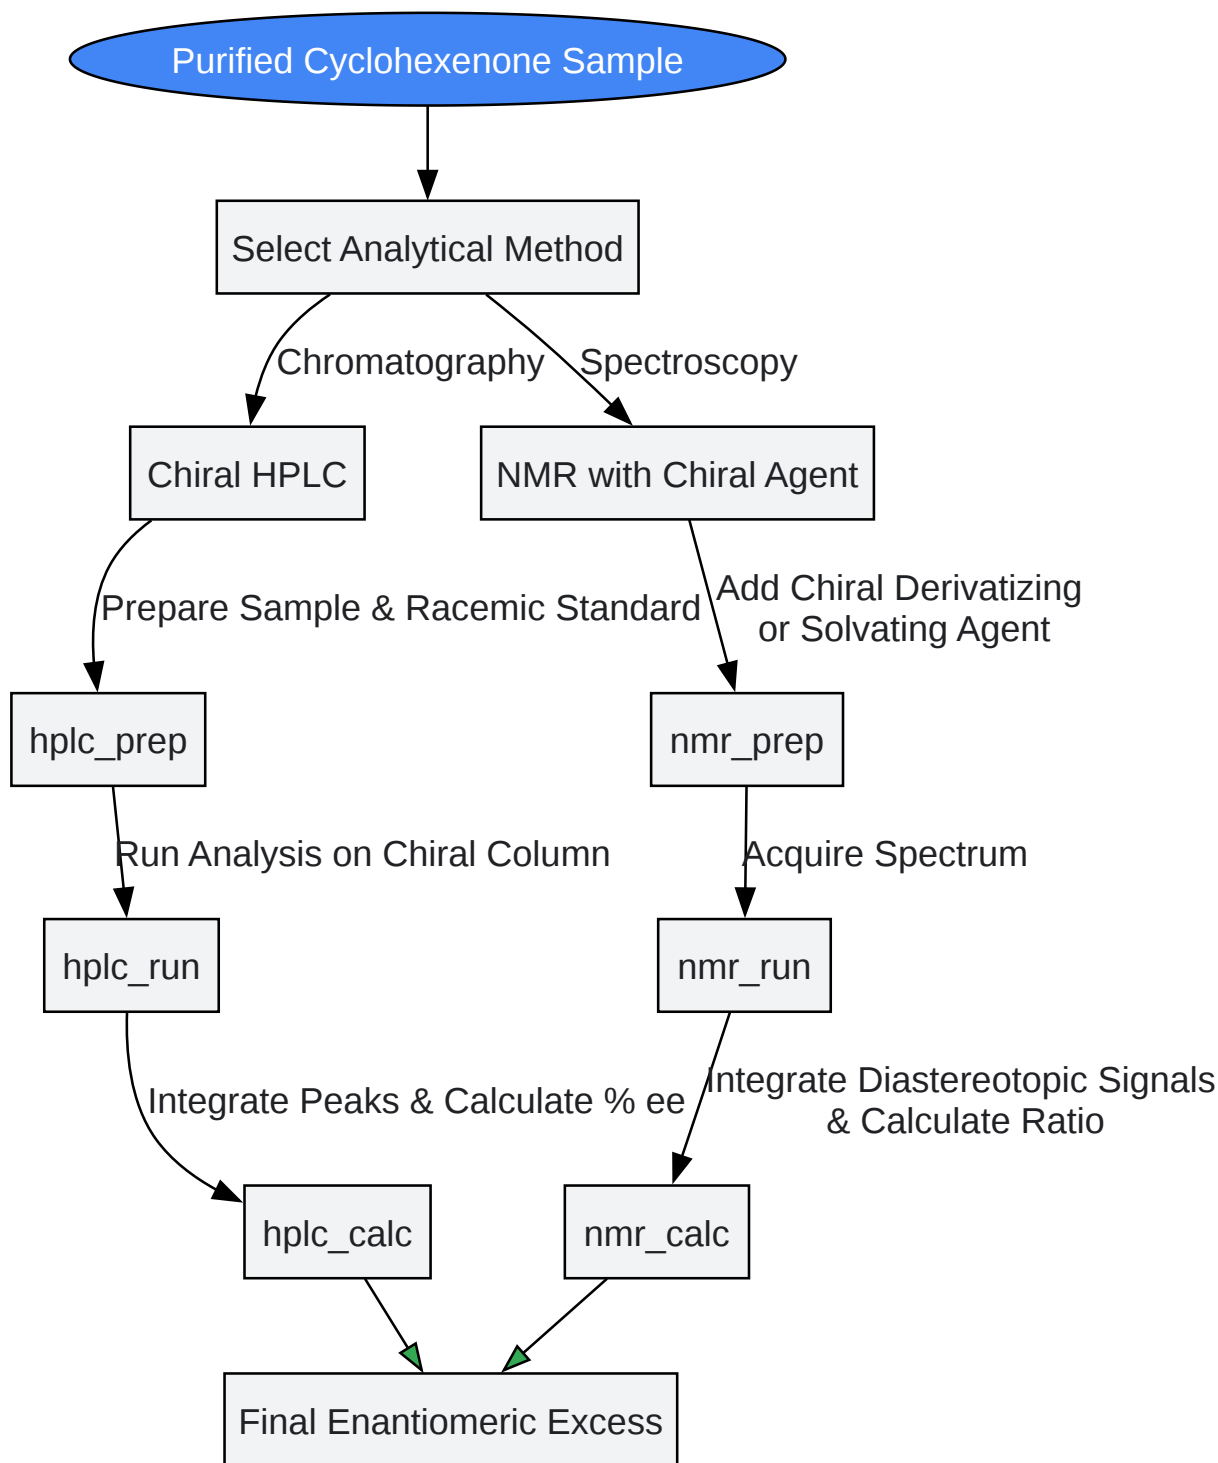 Purified Cyclohexenone Sample
Select Analytical Method
Chromatography
Spectroscopy
Chiral HPLC
NMR with Chiral Agent
Prepare Sample & Racemic Standard
Add Chiral Derivatizing
or Solvating Agent
hplc_prep
nmr_prep
Run Analysis on Chiral Column
Acquire Spectrum
hplc_run
nmr_run
Integrate Peaks & Calculate % ee
Integrate Diastereotopic Signals
& Calculate Ratio
hplc_calc
nmr_calc
Final Enantiomeric Excess